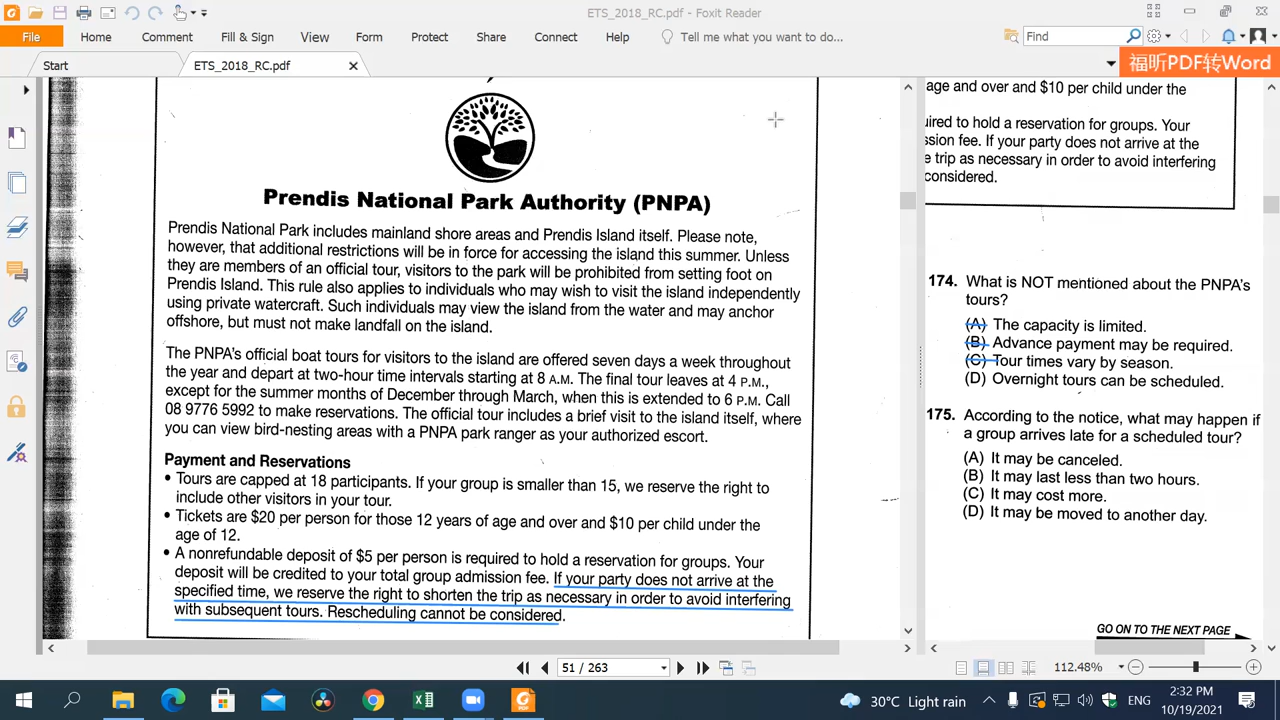 ETS_2018_RC.pdf - Foxit Reader
File
Home
Comment
Fill & Sign
View
Form
Protect
Share
Connect
Help
Tell me what you want to do...
Find
Start
ETS_2018_RC.pdf
福昕PDF转Word
Prendis National Park Authority (PNPA)
Prendis National Park includes mainland shore areas and Prendis Island itself. Please note,
however, that additional restrictions will be in force for accessing the island this summer. Unless
they are members of an official tour, visitors to the park will be prohibited from setting foot on
Prendis Island. This rule also applies to individuals who may wish to visit the island independently
using private watercraft. Such individuals may view the island from the water and may anchor
offshore, but must not make landfall on the island.
The PNPA's official boat tours for visitors to the island are offered seven days a week throughout
the year and depart at two-hour time intervals starting at 8 A.M. The final tour leaves at 4 P.M.,
except for the summer months of December through March, when this is extended to 6 P.M. Call
08 9776 5992 to make reservations. The official tour includes a brief visit to the island itself, where
you can view bird-nesting areas with a PNPA park ranger as your authorized escort.
Payment and Reservations
• Tours are capped at 18 participants. If your group is smaller than 15, we reserve the right to
include other visitors in your tour.
• Tickets are $20 per person for those 12 years of age and over and $10 per child under the
age of 12.
• A nonrefundable deposit of $5 per person is required to hold a reservation for groups. Your
deposit will be credited to your total group admission fee. If your party does not arrive at the
specified time, we reserve the right to shorten the trip as necessary in order to avoid interfering
with subsequent tours. Rescheduling cannot be considered.
age and over and $10 per child under the
uired to hold a reservation for groups. Your
ssion fee. If your party does not arrive at the
e trip as necessary in order to avoid interfering
considered.
174. What is NOT mentioned about the PNPA's
tours?
(A) The capacity is limited.
(B) Advance payment may be required.
(C) Tour times vary by season.
(D) Overnight tours can be scheduled.
175. According to the notice, what may happen if
a group arrives late for a scheduled tour?
(A) It may be canceled.
(B) It may last less than two hours.
(C) It may cost more.
(D) It may be moved to another day.
GO ON TO THE NEXT PAGE
51 / 263
112.48%
30°C Light rain
ENG
2:32 PM
10/19/2021